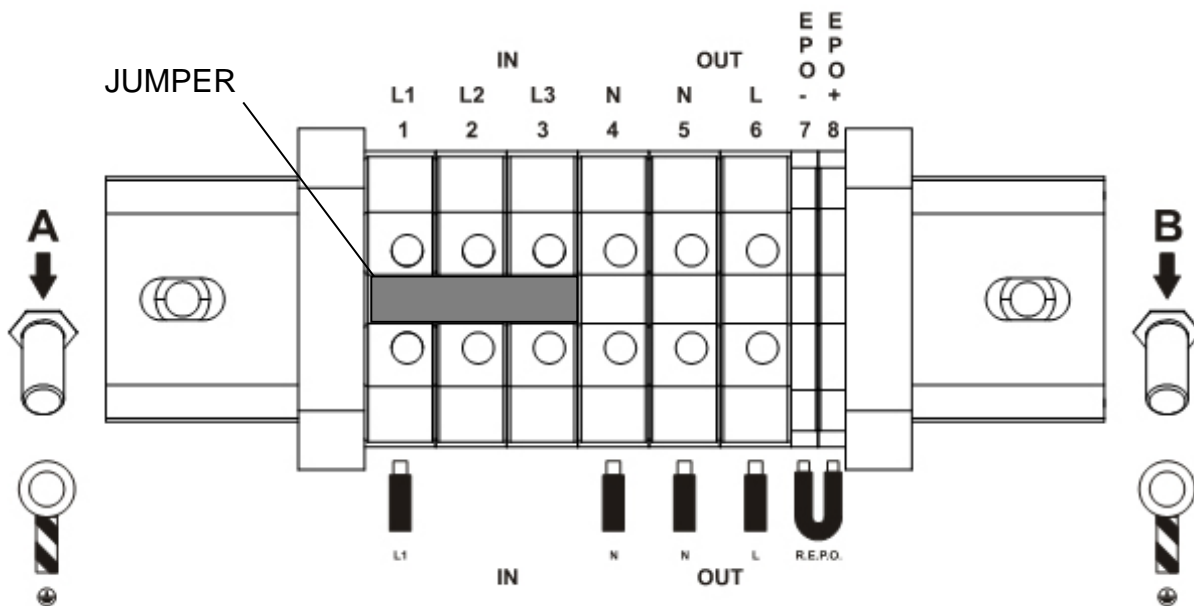 E E
P P
IN OUT O O
JUMPER
L1 L2 L3 N N L - +
1 2 3 4 5 6 7 8
A B
L1 N N L R.E.P.O.
IN OUT